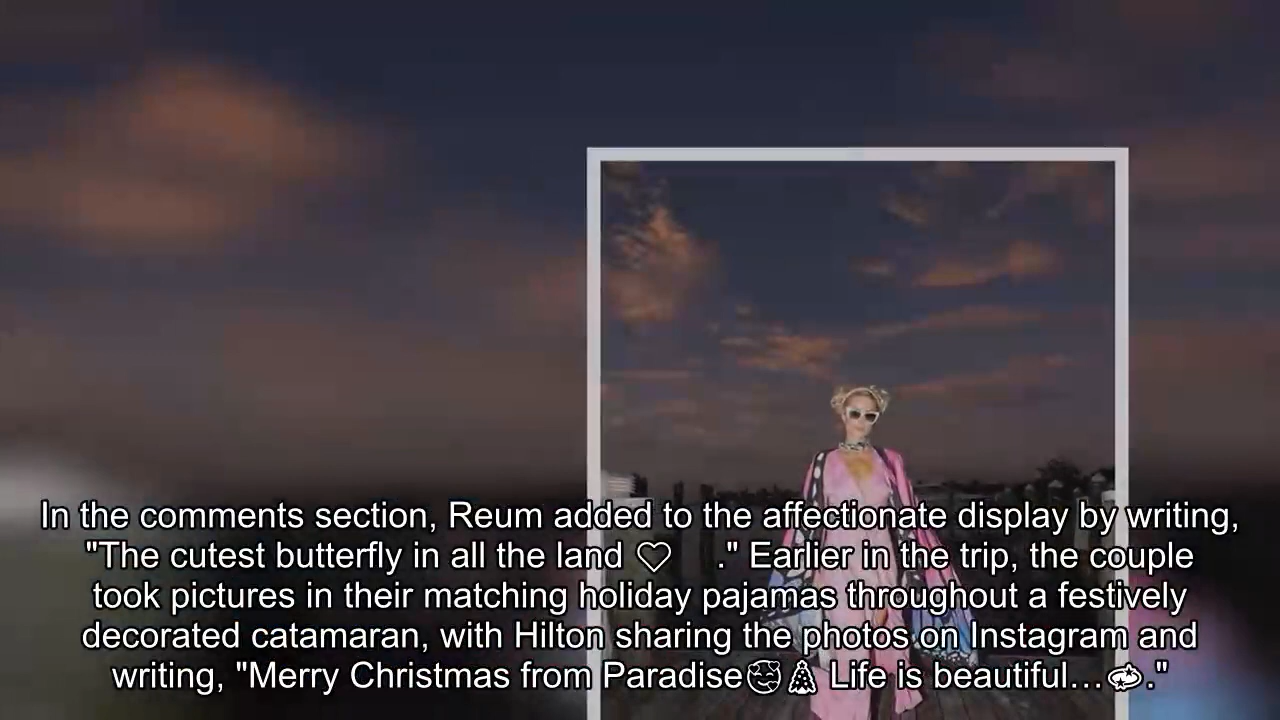 In the comments section, Reum added to the affectionate display by writing,
"The cutest butterfly in all the land ♡ ." Earlier in the trip, the couple
took pictures in their matching holiday pajamas throughout a festively
decorated catamaran, with Hilton sharing the photos on Instagram and
writing, "Merry Christmas from Paradise🥰🎄 Life is beautiful…💫."